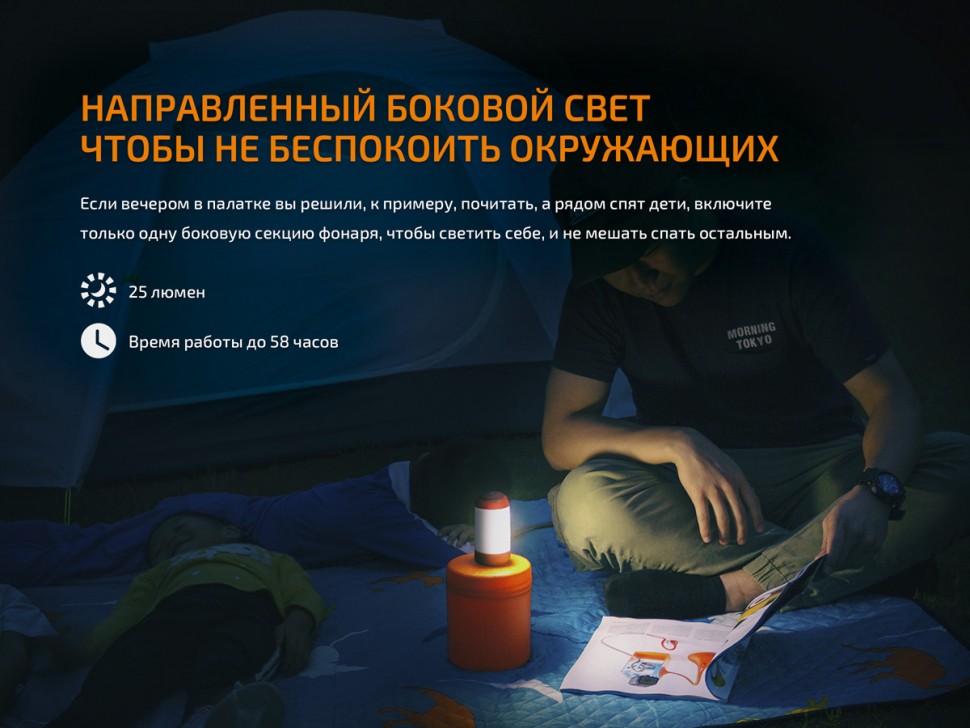 НАПРАВЛЕННЫЙ БОКОВОЙ СВЕТ
ЧТОБЫ НЕ БЕСПОКОИТЬ ОКРУЖАЮЩИХ
Если вечером в палатке вы решили, к примеру, почитать, а рядом спят дети, включите
только одну боковую секцию фонаря, чтобы светить себе, и не мешать спать остальным.
25 люмен
Время работы до 58 часов
MORNING
TOKYO